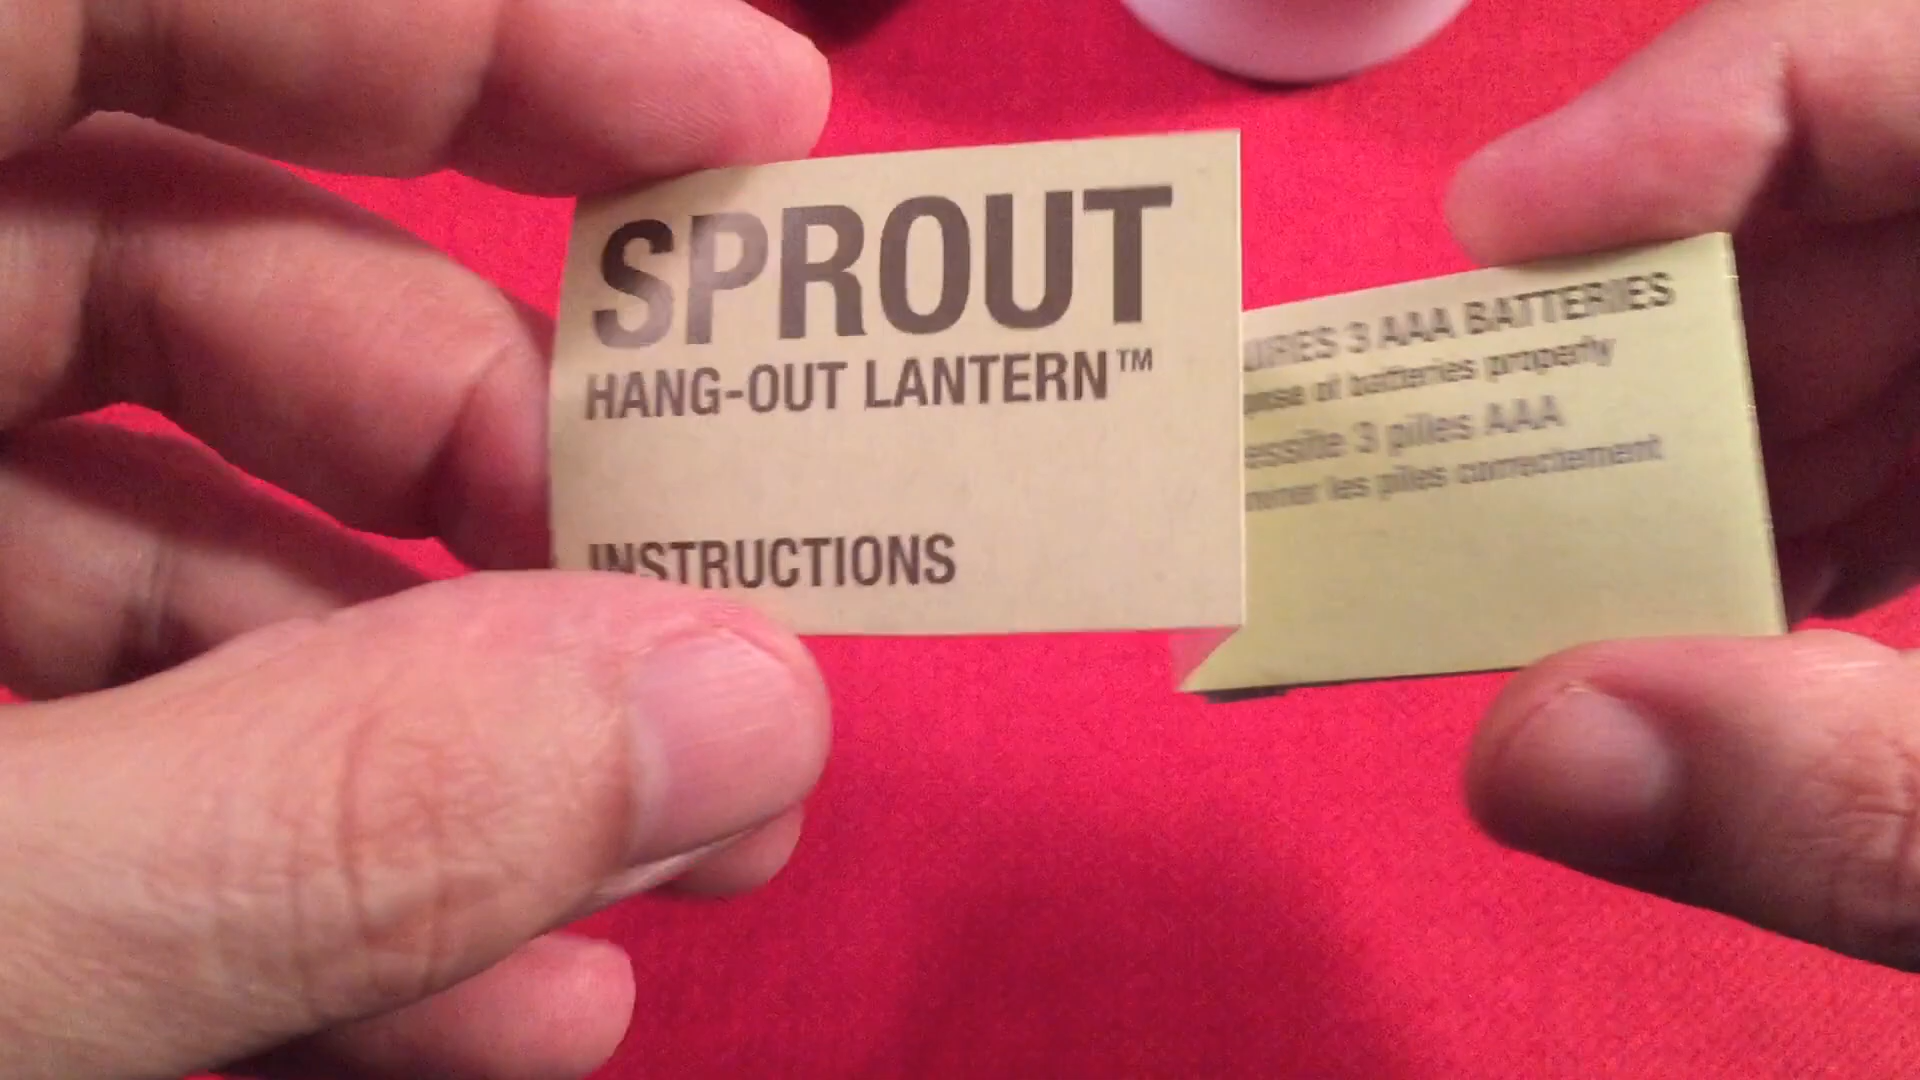 SPROUT
HANG-OUT LANTERN™
INSTRUCTIONS
3 AAA BATTERIES
of batteries properly
3 piles AAA
les piles correctement